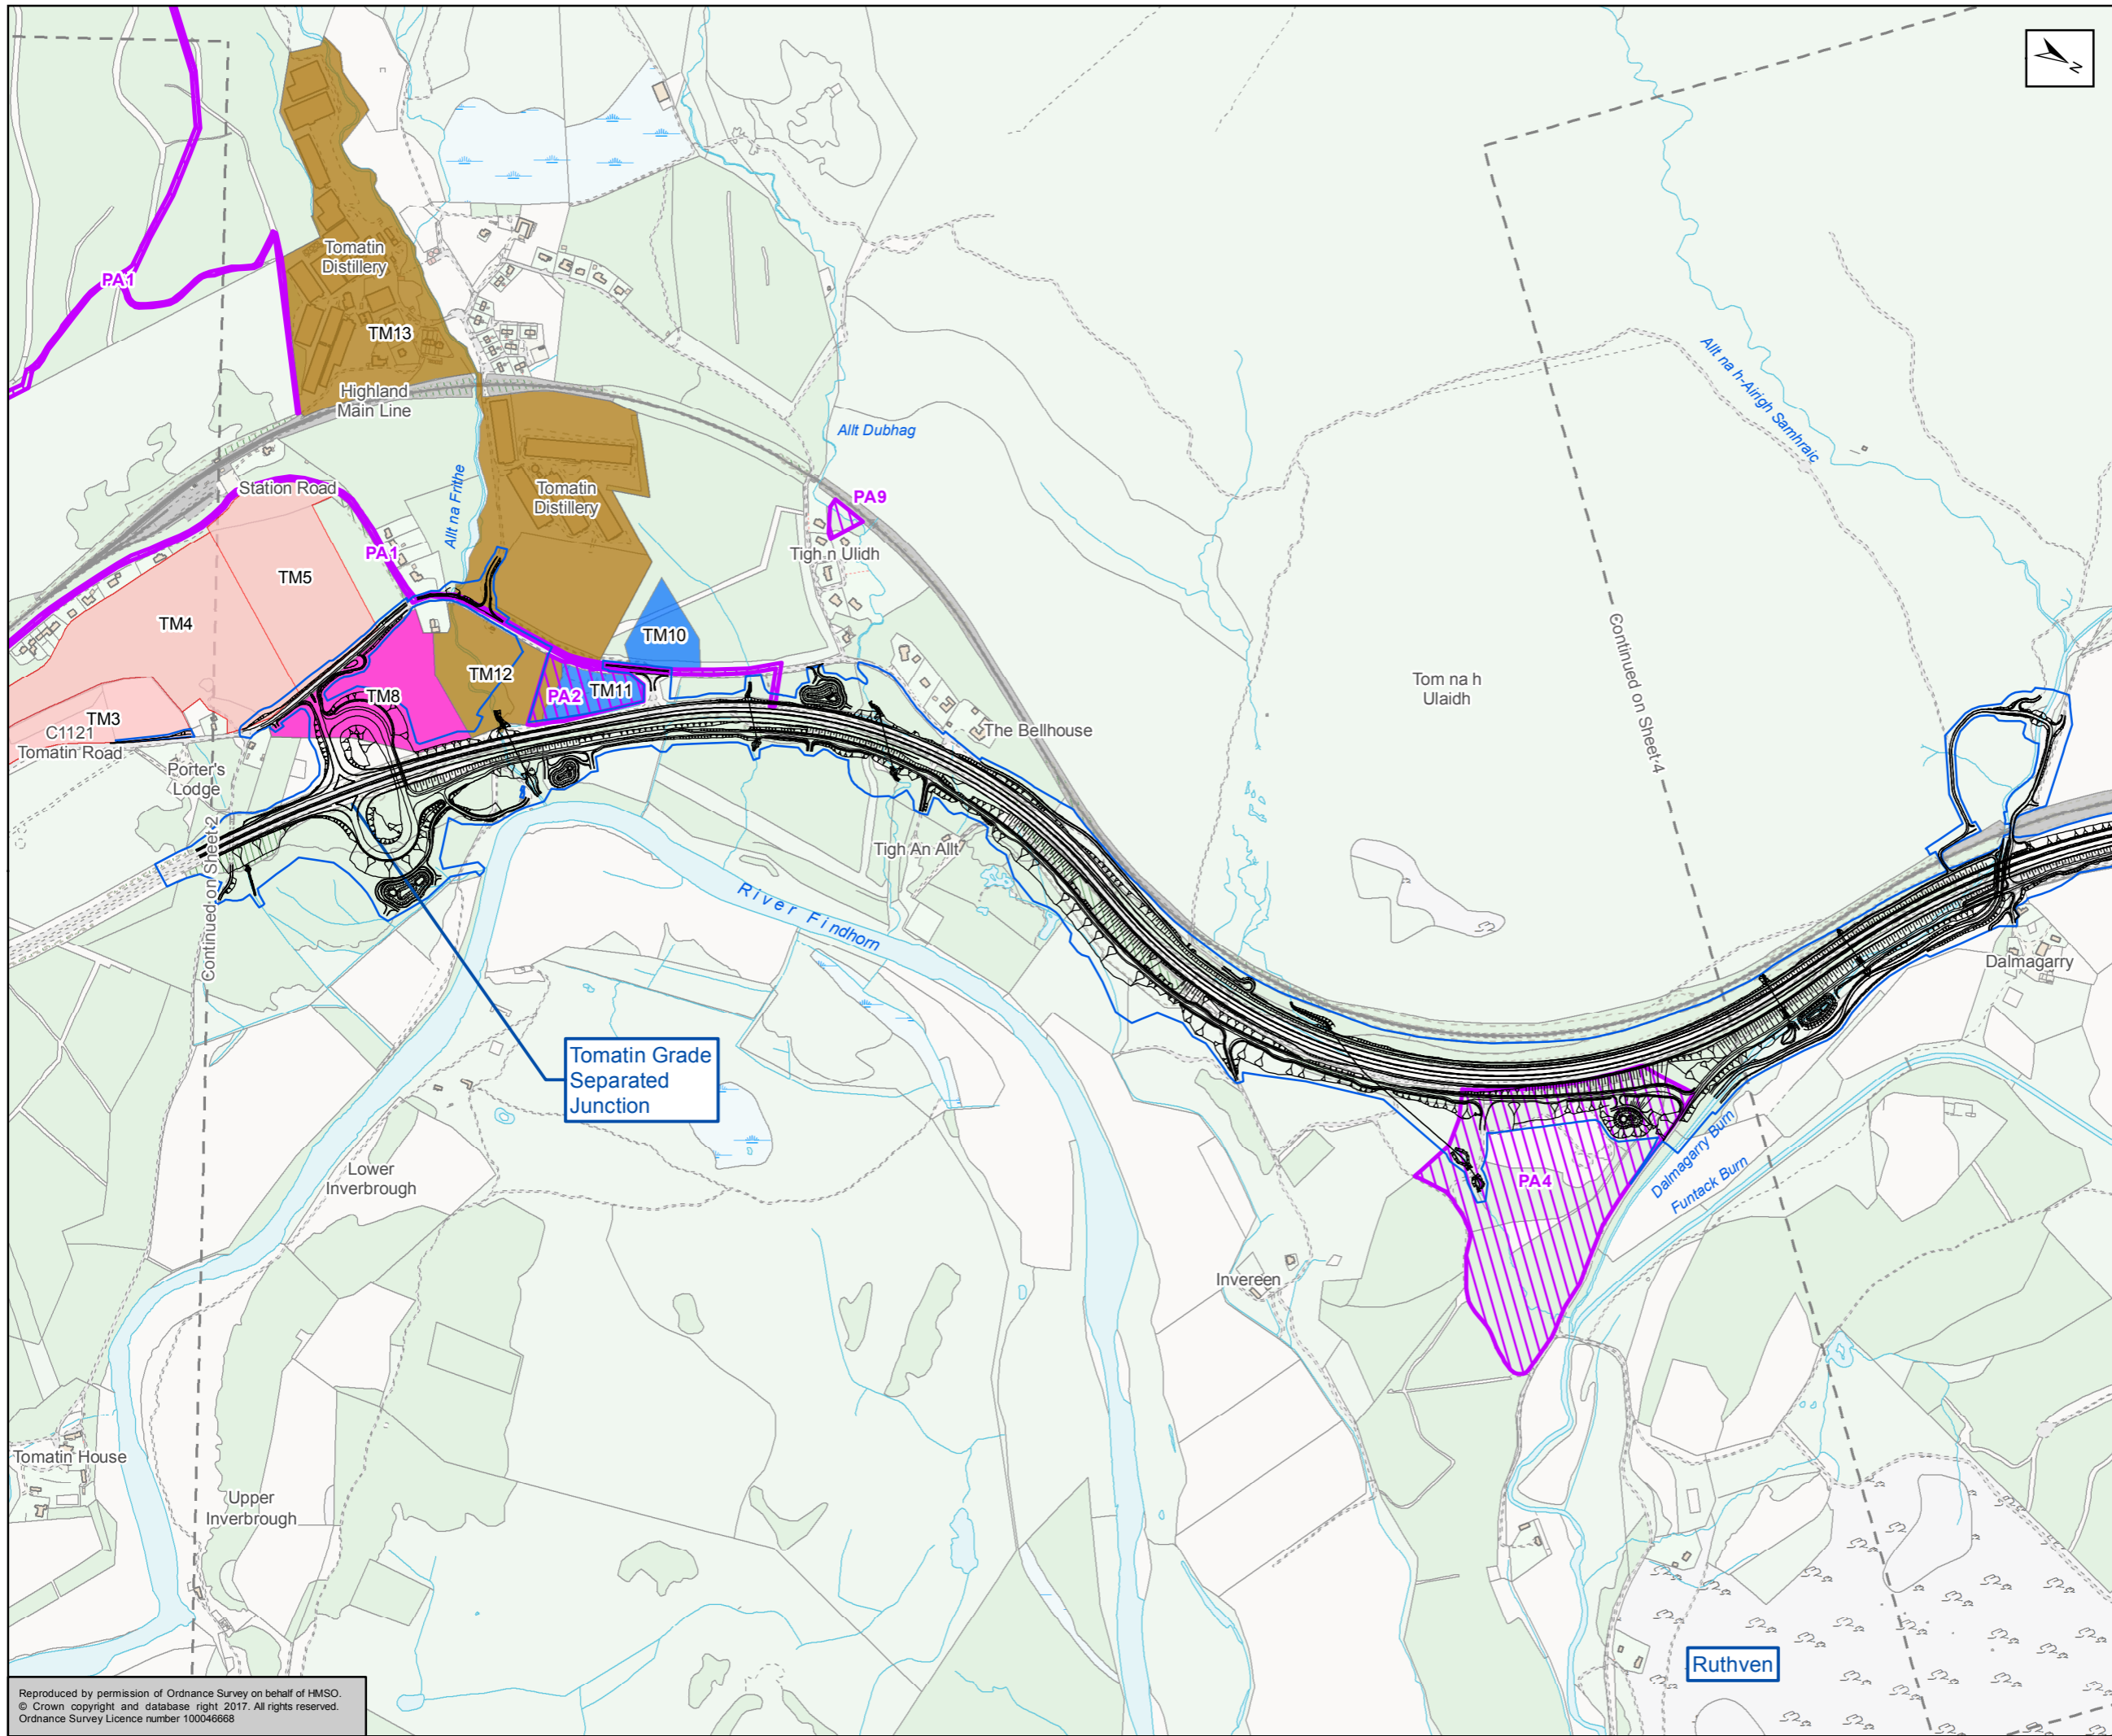 N
PA1
Tomatin
Distillery
TM13
Highland
Main Line
Allt Dubhag
Allt na h-Airigh Samhraic
Station Road
Allt na Frithe
Tomatin
Distillery
PA9
Tigh n Ulidh
PA1
TM5
TM4
TM10
TM12
TM8
PA2
TM11
TM3
C1121
Tomatin Road
Porter's
Lodge
The Bellhouse
Tom na h
Ulaidh
Continued on Sheet 4
Continued on Sheet 2
Tigh An Allt
River Findhorn
Dalmagarry
Tomatin Grade
Separated
Junction
Dalmagarry Burn
Funtack Burn
PA4
Lower
Inverbrough
Invereen
Tomatin House
Upper
Inverbrough
Ruthven
Reproduced by permission of Ordnance Survey on behalf of HMSO.
© Crown copyright and database right 2017. All rights reserved.
Ordnance Survey Licence number 100046668